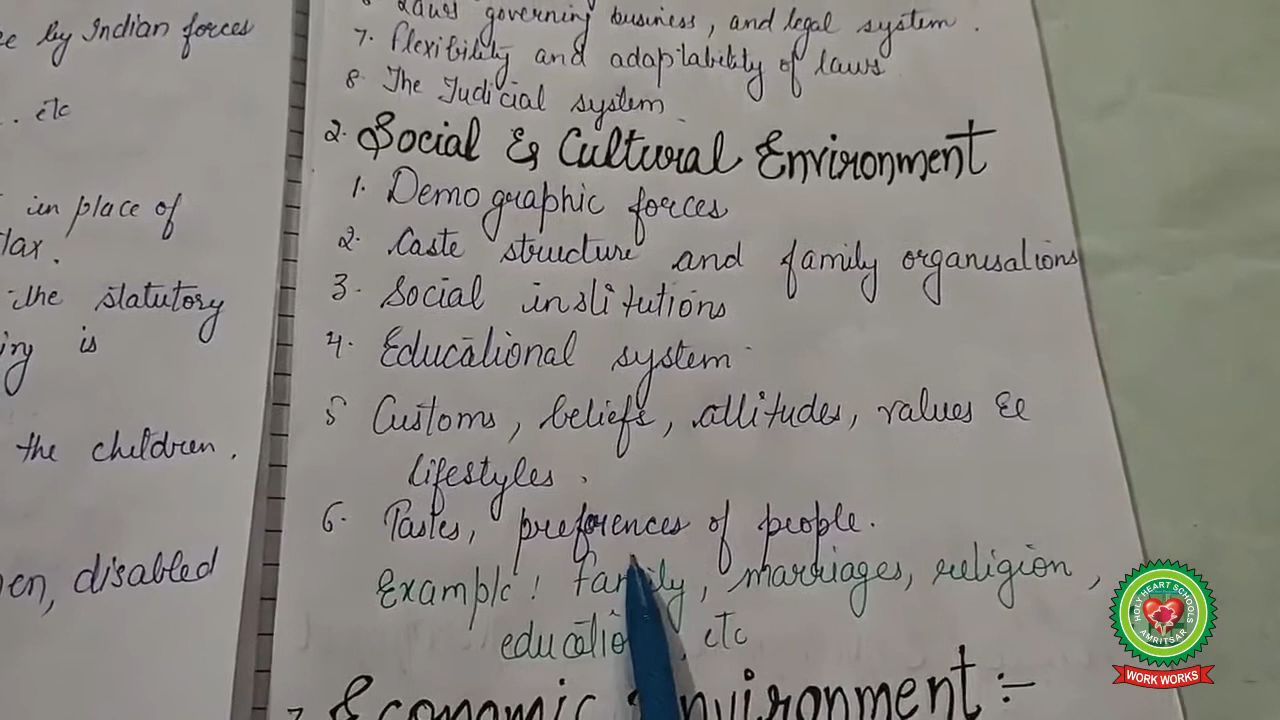 e by Indian forces
. . etc
in place of
Tax.
the statutory
ing is
the children.
en, disabled
6 Laws governing business, and legal system.
7. Flexibility and adaptability of laws
8. The Judicial system
2. Social & Cultural Environment
1. Demographic forces
2. Caste structure and family organisations
3. Social institutions
4. Educational system
5 Customs, beliefs, attitudes, values &
lifestyles.
6. Tastes, preferences of people.
Example: family, marriages, religion,
education, etc
Economic Environment:-
HOLY HEART SCHOOLS
AMRITSAR
WORK WORKS